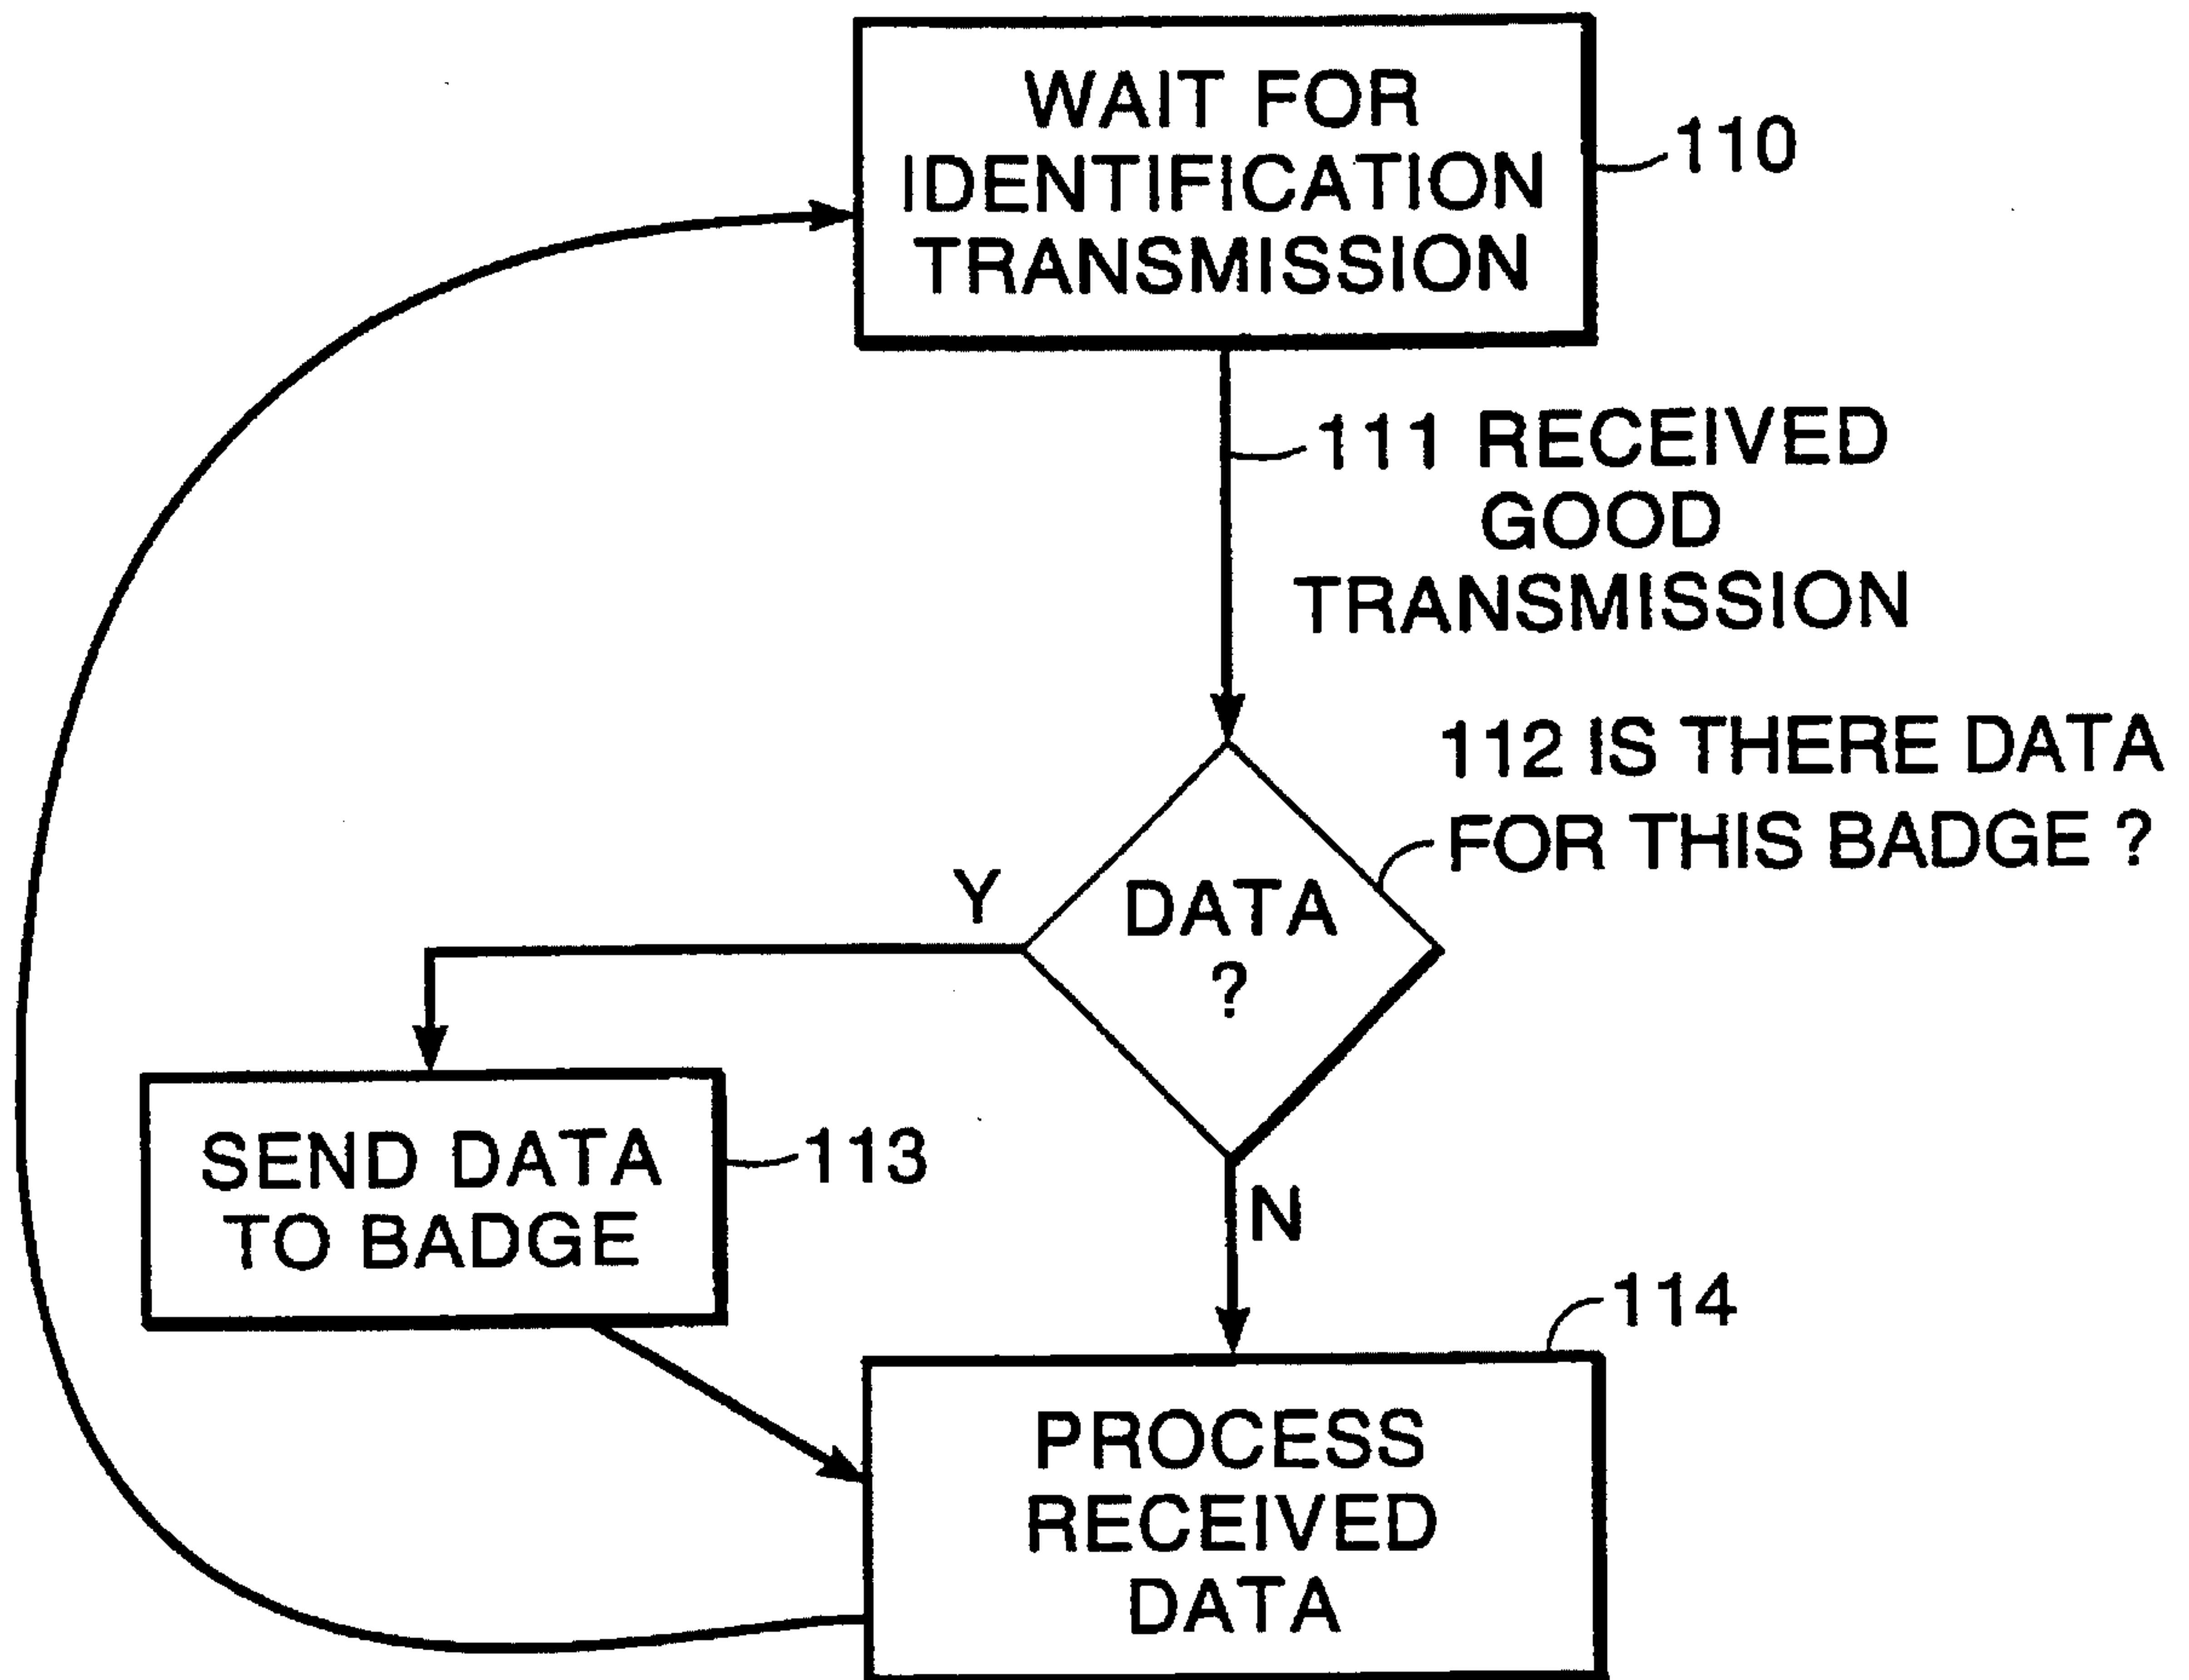 WAIT FOR
IDENTIFICATION
TRANSMISSION
110
111 RECEIVED
GOOD
TRANSMISSION
112 IS THERE DATA
FOR THIS BADGE ?
Y
DATA
?
SEND DATA
TO BADGE
113
N
114
PROCESS
RECEIVED
DATA